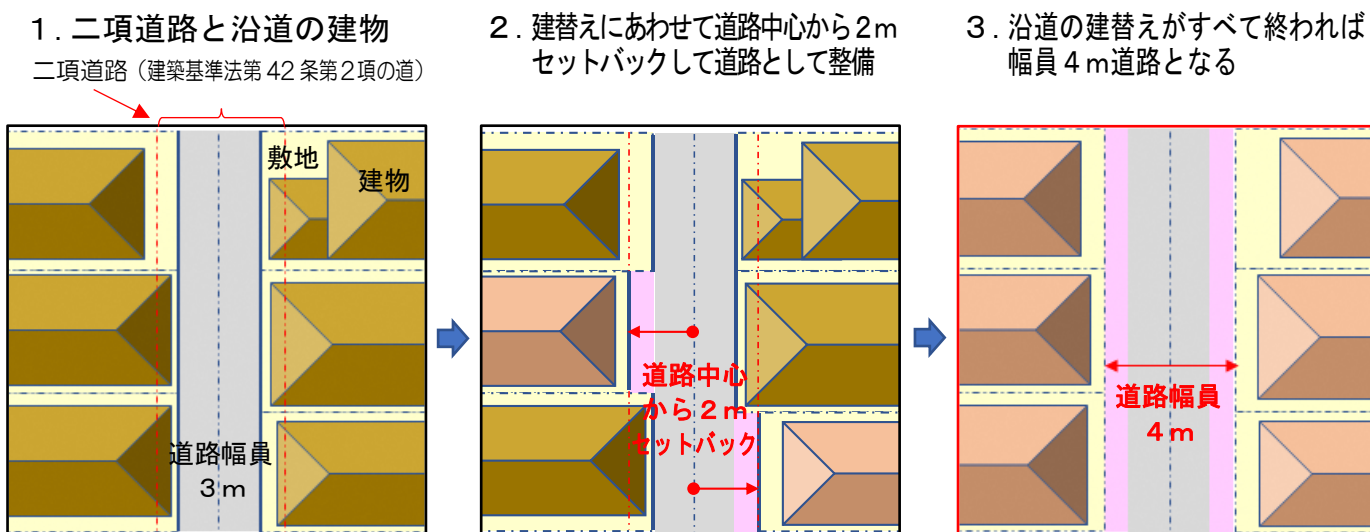 １. 二項道路と沿道の建物
二項道路（建築基準法第42条第２項の道）
敷地
建物
道路幅員
３ｍ
２. 建替えにあわせて道路中心から２ｍ
セットバックして道路として整備
道路中心
から２ｍ
セットバック
３. 沿道の建替えがすべて終われば
幅員４ｍ道路となる
道路幅員
４ｍ